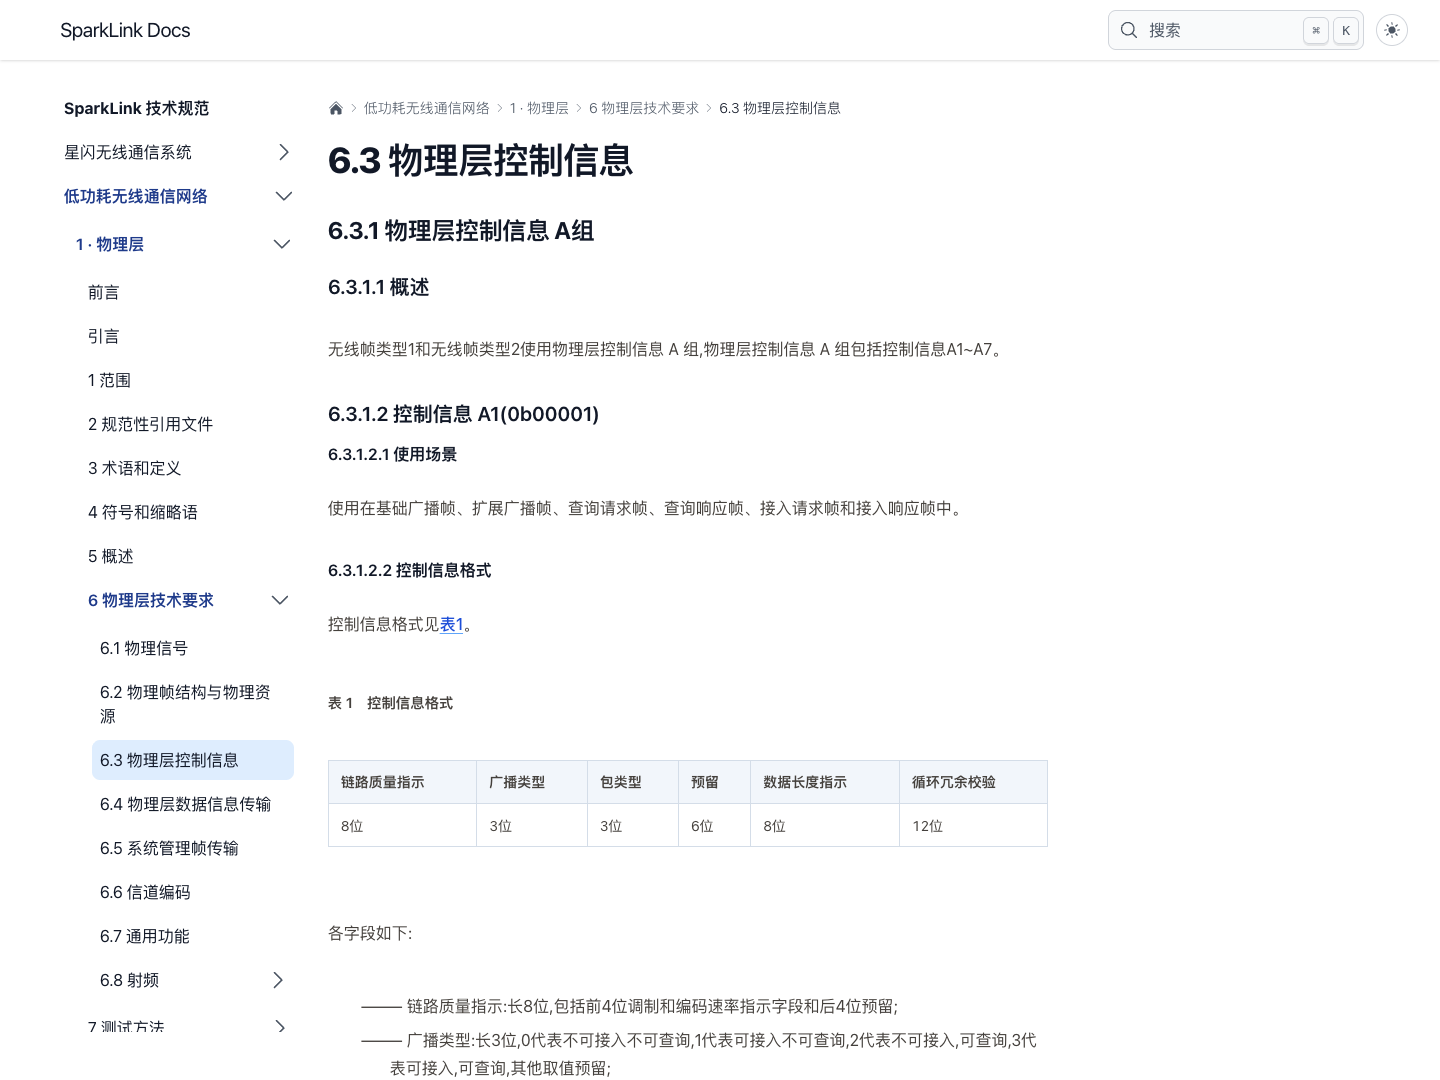 SparkLink Docs
搜索
⌘ K
SparkLink 技术规范
星闪无线通信系统
低功耗无线通信网络
1 · 物理层
前言
引言
1 范围
2 规范性引用文件
3 术语和定义
4 符号和缩略语
5 概述
6 物理层技术要求
6.1 物理信号
6.2 物理帧结构与物理资
源
6.3 物理层控制信息
6.4 物理层数据信息传输
6.5 系统管理帧传输
6.6 信道编码
6.7 通用功能
6.8 射频
7 测试方法
低功耗无线通信网络 > 1 · 物理层 > 6 物理层技术要求 > 6.3 物理层控制信息
6.3 物理层控制信息
6.3.1 物理层控制信息 A组
6.3.1.1 概述
无线帧类型1和无线帧类型2使用物理层控制信息 A 组,物理层控制信息 A 组包括控制信息A1~A7。
6.3.1.2 控制信息 A1(0b00001)
6.3.1.2.1 使用场景
使用在基础广播帧、扩展广播帧、查询请求帧、查询响应帧、接入请求帧和接入响应帧中。
6.3.1.2.2 控制信息格式
控制信息格式见表1。
表 1 控制信息格式
链路质量指示 广播类型 包类型 预留 数据长度指示 循环冗余校验
8位 3位 3位 6位 8位 12位
各字段如下:
—— 链路质量指示:长8位,包括前4位调制和编码速率指示字段和后4位预留;
—— 广播类型:长3位,0代表不可接入不可查询,1代表可接入不可查询,2代表不可接入,可查询,3代
表可接入,可查询,其他取值预留;